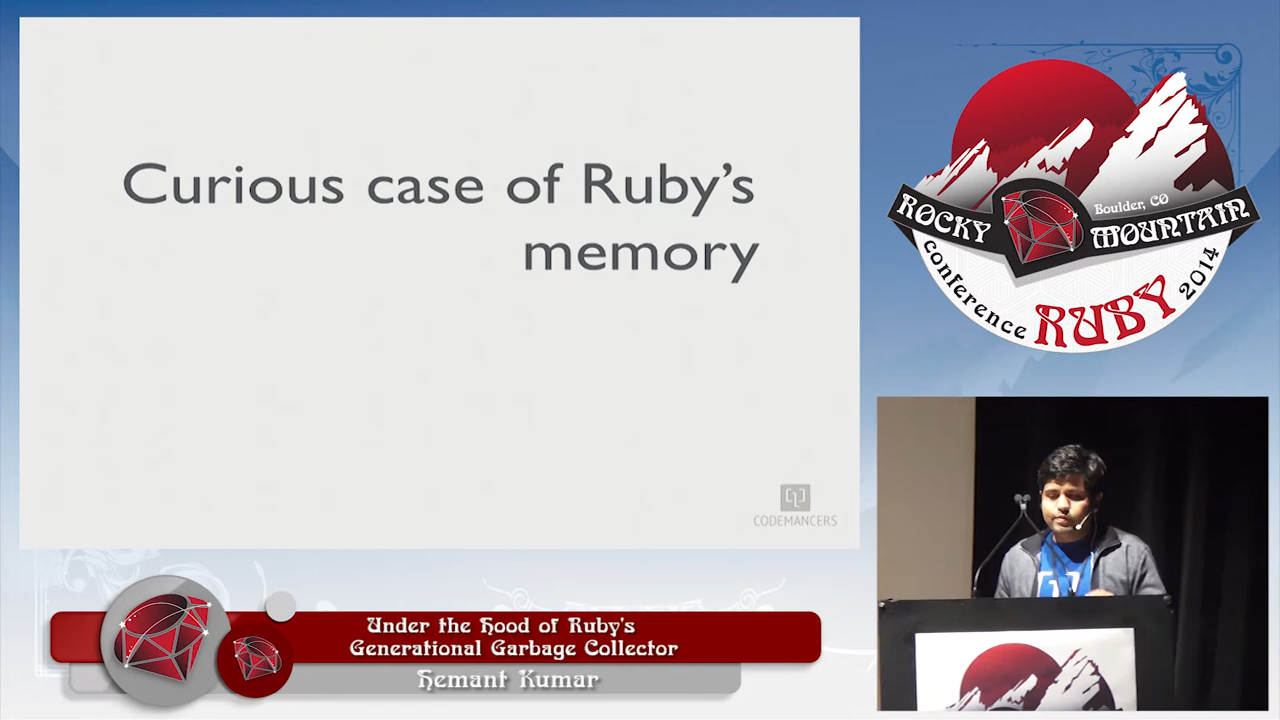 Curious case of Ruby's
memory
CODEMANCERS
Boulder, CO
ROCKY MOUNTAIN
conference RUBY 2014
Under the Hood of Ruby's
Generational Garbage Collector
Hemant Kumar